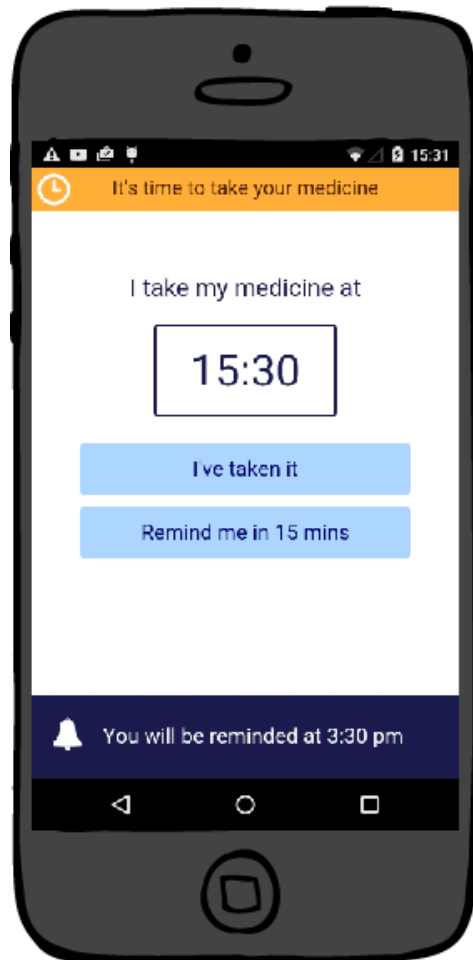 15:31
It's time to take your medicine
I take my medicine at
15:30
I've taken it
Remind me in 15 mins
You will be reminded at 3:30 pm